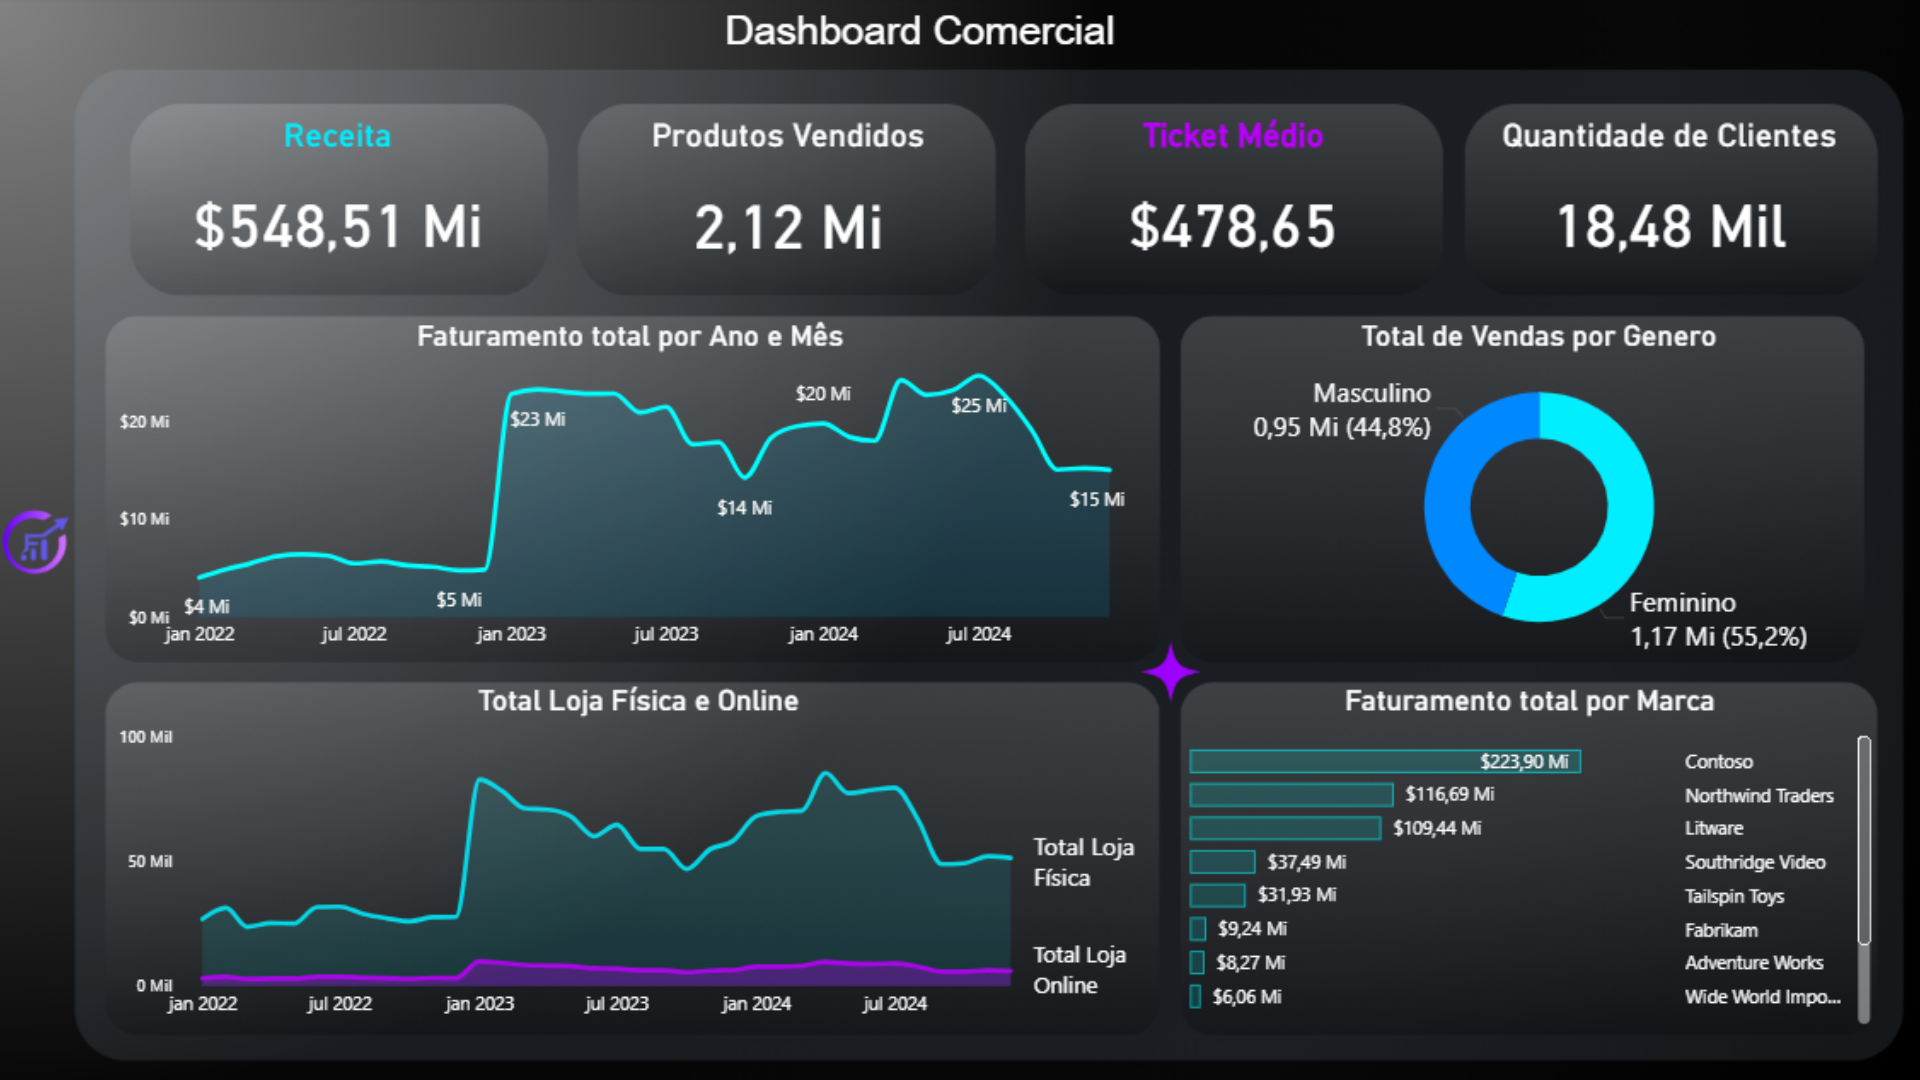 Dashboard Comercial
Receita
$548,51 Mi
Produtos Vendidos
2,12 Mi
Ticket Médio
$478,65
Quantidade de Clientes
18,48 Mil
Faturamento total por Ano e Mês
$20 Mi
$10 Mi
$0 Mi
$4 Mi
$5 Mi
$23 Mi
$14 Mi
$20 Mi
$25 Mi
$15 Mi
jan 2022
jul 2022
jan 2023
jul 2023
jan 2024
jul 2024
Total de Vendas por Genero
Masculino
0,95 Mi (44,8%)
Feminino
1,17 Mi (55,2%)
Total Loja Física e Online
100 Mil
50 Mil
0 Mil
Total Loja
Física
Total Loja
Online
jan 2022
jul 2022
jan 2023
jul 2023
jan 2024
jul 2024
Faturamento total por Marca
$223,90 Mi Contoso
$116,69 Mi Northwind Traders
$109,44 Mi Litware
$37,49 Mi Southridge Video
$31,93 Mi Tailspin Toys
$9,24 Mi Fabrikam
$8,27 Mi Adventure Works
$6,06 Mi Wide World Impo...